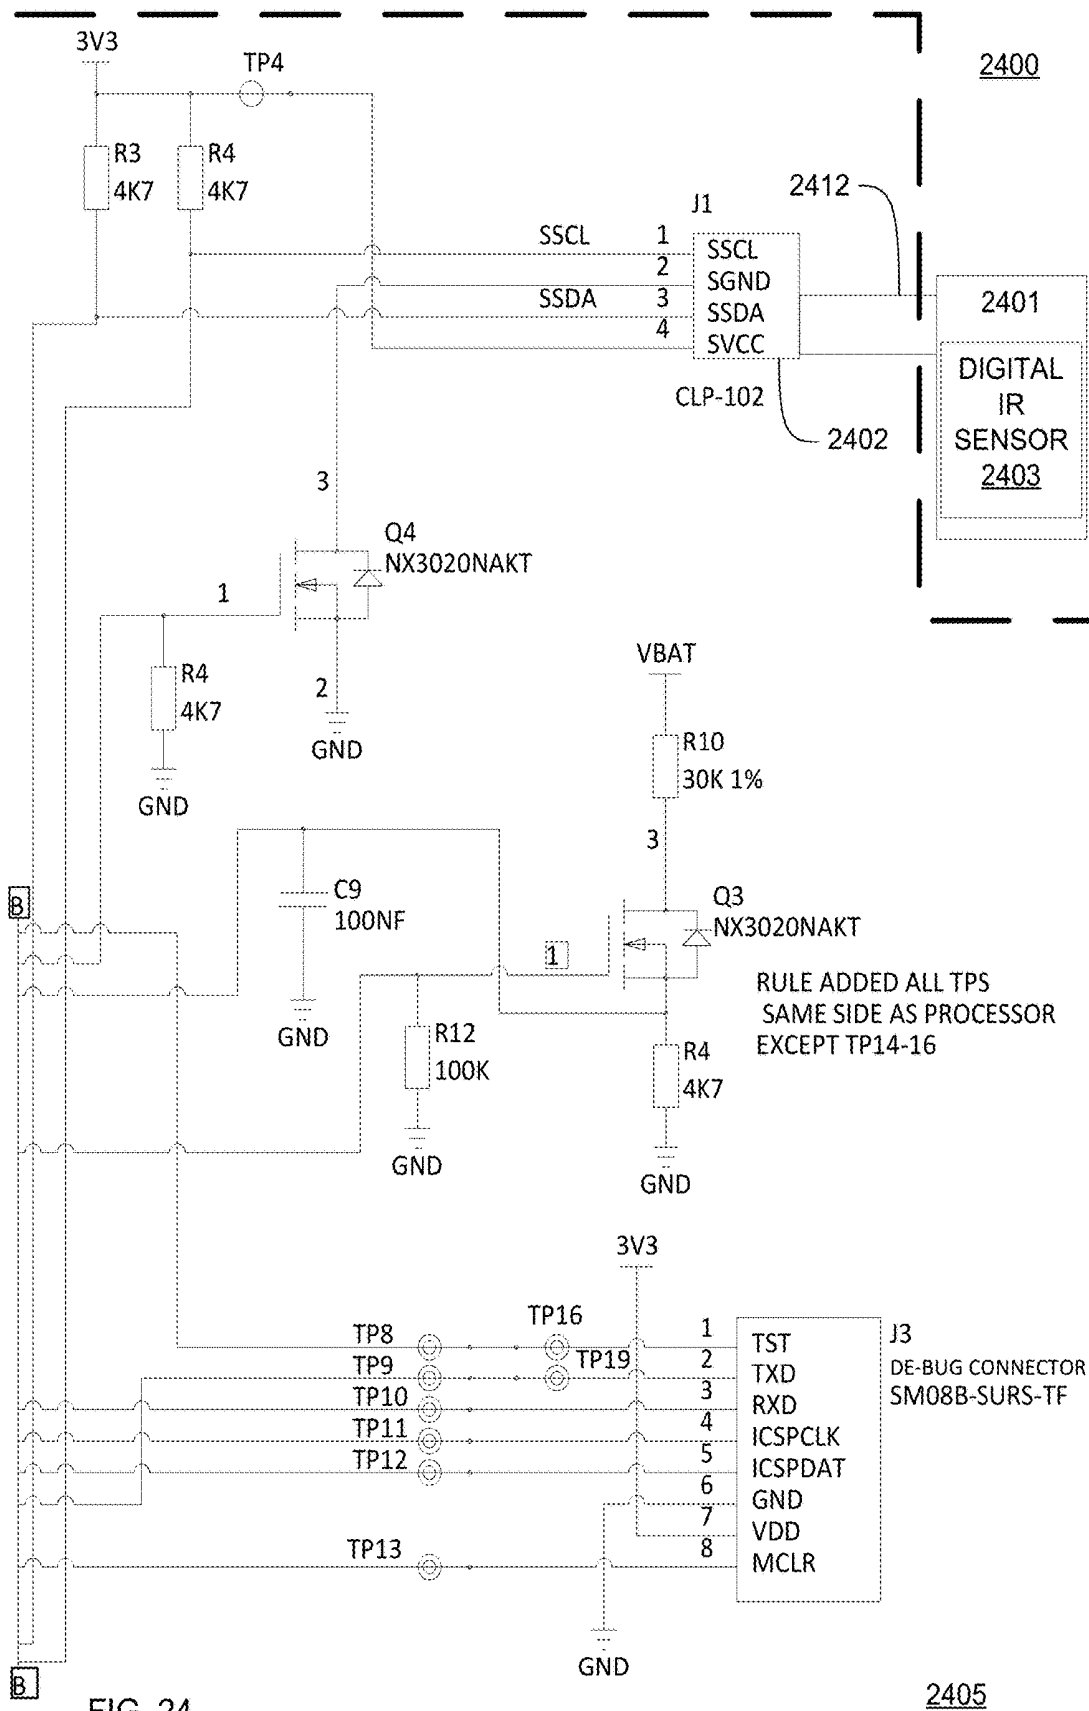 3V3
TP4
2400
R3
4K7
R4
4K7
2412
J1
SSCL
1
SSCL
2
SGND
SSDA
3
SSDA
4
SVCC
CLP-102
2402
2401
DIGITAL
IR
SENSOR
2403
3
Q4
NX3020NAKT
1
R4
4K7
2
GND
GND
VBAT
R10
30K 1%
3
B
C9
100NF
Q3
NX3020NAKT
1
GND
R12
100K
RULE ADDED ALL TPS
SAME SIDE AS PROCESSOR
EXCEPT TP14-16
R4
4K7
GND
GND
3V3
TP8
TP16
1
TST
J3
TP9
TP19
2
TXD
DE-BUG CONNECTOR
TP10
3
RXD
SM08B-SURS-TF
TP11
4
ICSPCLK
TP12
5
ICSPDAT
6
GND
7
VDD
TP13
8
MCLR
GND
B
FIG. 24
2405